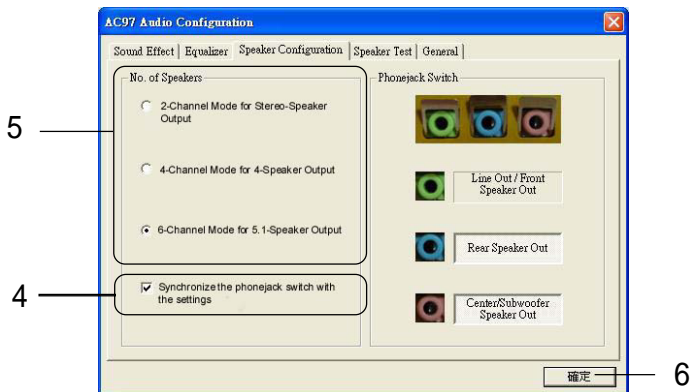 AC97 Audio Configuration
Sound Effect
Equalizer
Speaker Configuration
Speaker Test
General
No. of Speakers
2-Channel Mode for Stereo-Speaker
Output
4-Channel Mode for 4-Speaker Output
6-Channel Mode for 5.1-Speaker Output
Synchronize the phonejack switch with
the settings
Phonejack Switch
Line Out / Front
Speaker Out
Rear Speaker Out
Center/Subwoofer
Speaker Out
確定
5
4
6